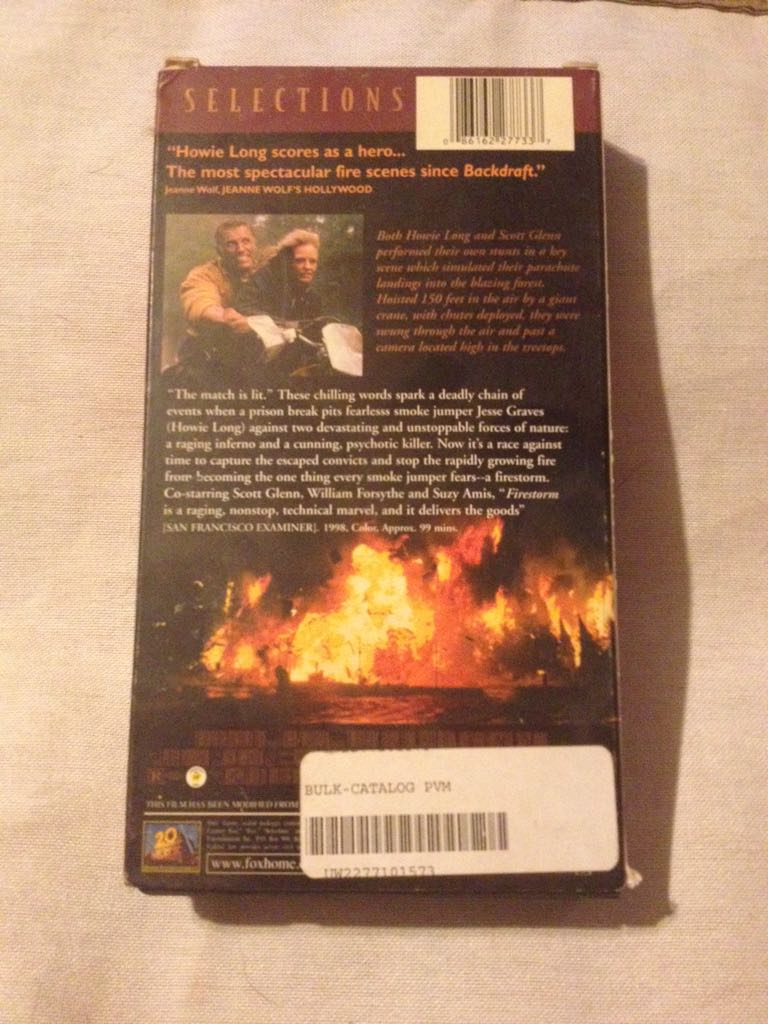 SELECTIONS
0 86162 27733 7
"Howie Long scores as a hero...
The most spectacular fire scenes since Backdraft."
Jeanne Wolf, JEANNE WOLF'S HOLLYWOOD
Both Howie Long and Scott Glenn
performed their own stunts in a key
scene which simulated their parachute
landings into the blazing forest.
Hoisted 150 feet in the air by a giant
crane, with chutes deployed, they were
swung through the air and past a
camera located high in the treetops.
"The match is lit." These chilling words spark a deadly chain of
events when a prison break pits fearlesss smoke jumper Jesse Graves
(Howie Long) against two devastating and unstoppable forces of nature:
a raging inferno and a cunning, psychotic killer. Now it's a race against
time to capture the escaped convicts and stop the rapidly growing fire
from becoming the one thing every smoke jumper fears--a firestorm.
Co-starring Scott Glenn, William Forsythe and Suzy Amis, "Firestorm
is a raging, nonstop, technical marvel, and it delivers the goods"
[SAN FRANCISCO EXAMINER]. 1998. Color. Approx. 99 mins.
BULK-CATALOG PVM
THIS FILM HAS BEEN MODIFIED FROM
20
www.foxhome.
UW2277101573